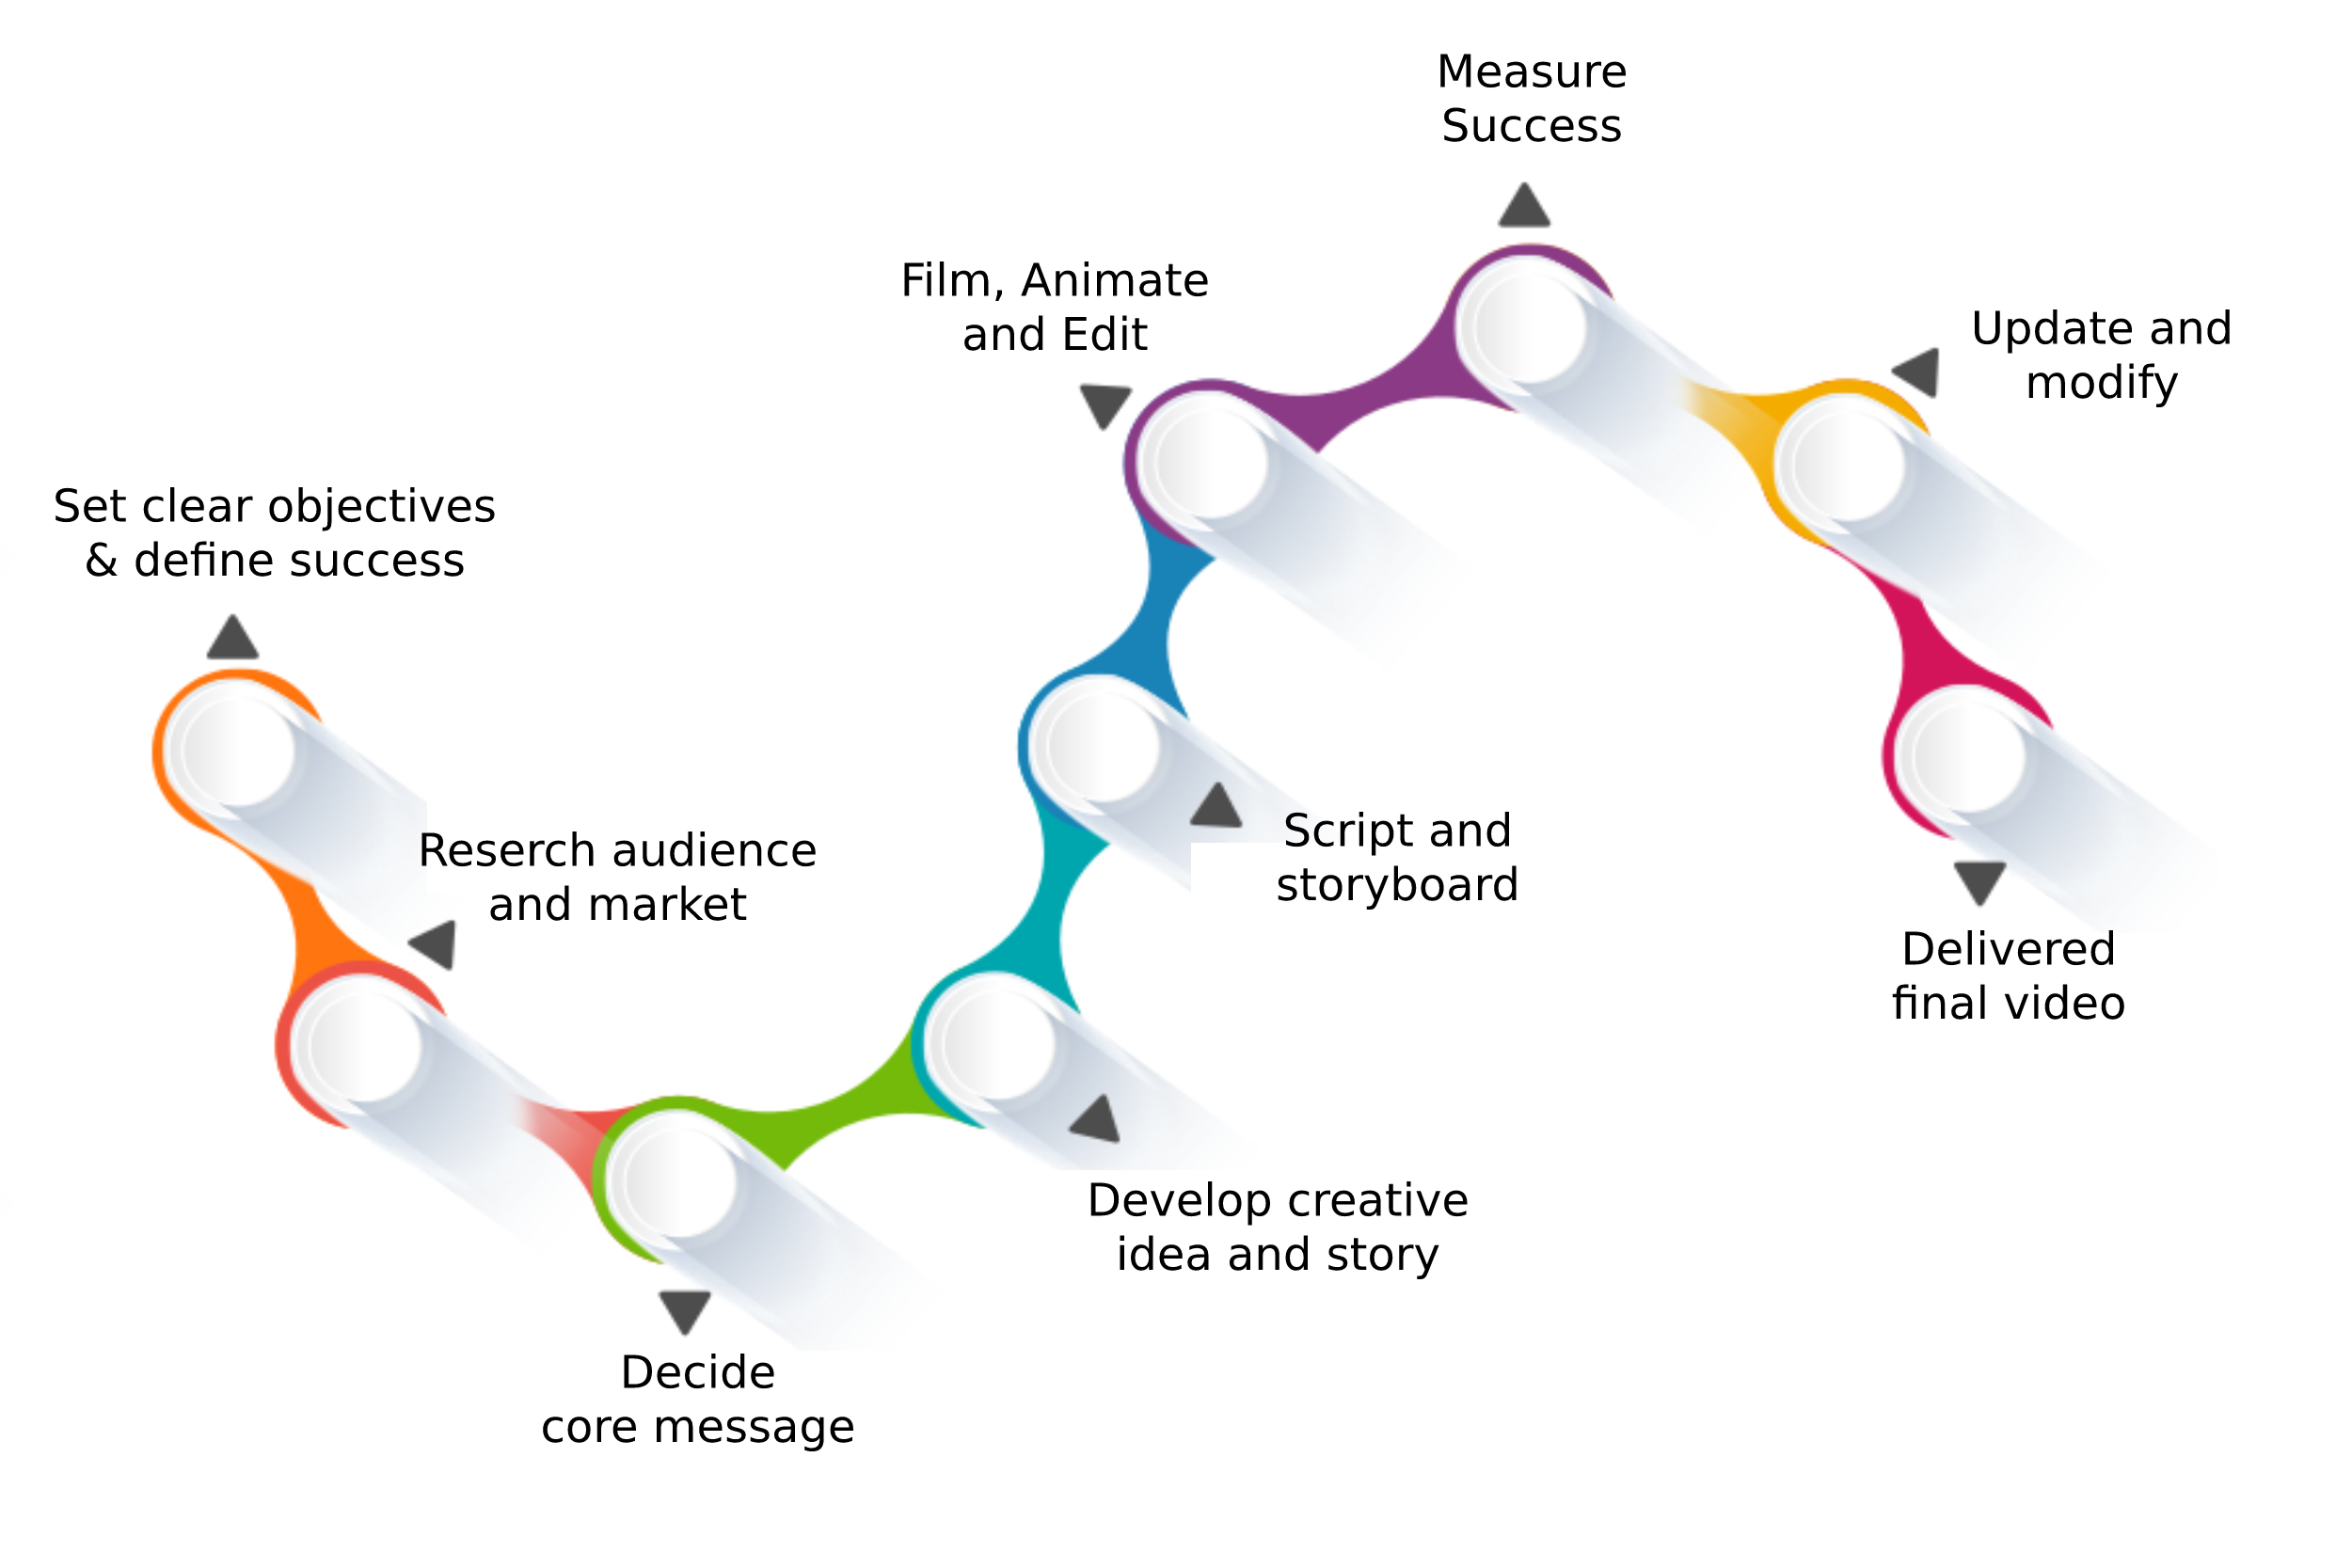 Set clear objectives
& define success
Reserch audience
and market
Decide
core message
Develop creative
idea and story
Script and
storyboard
Film, Animate
and Edit
Measure
Success
Update and
modify
Delivered
final video